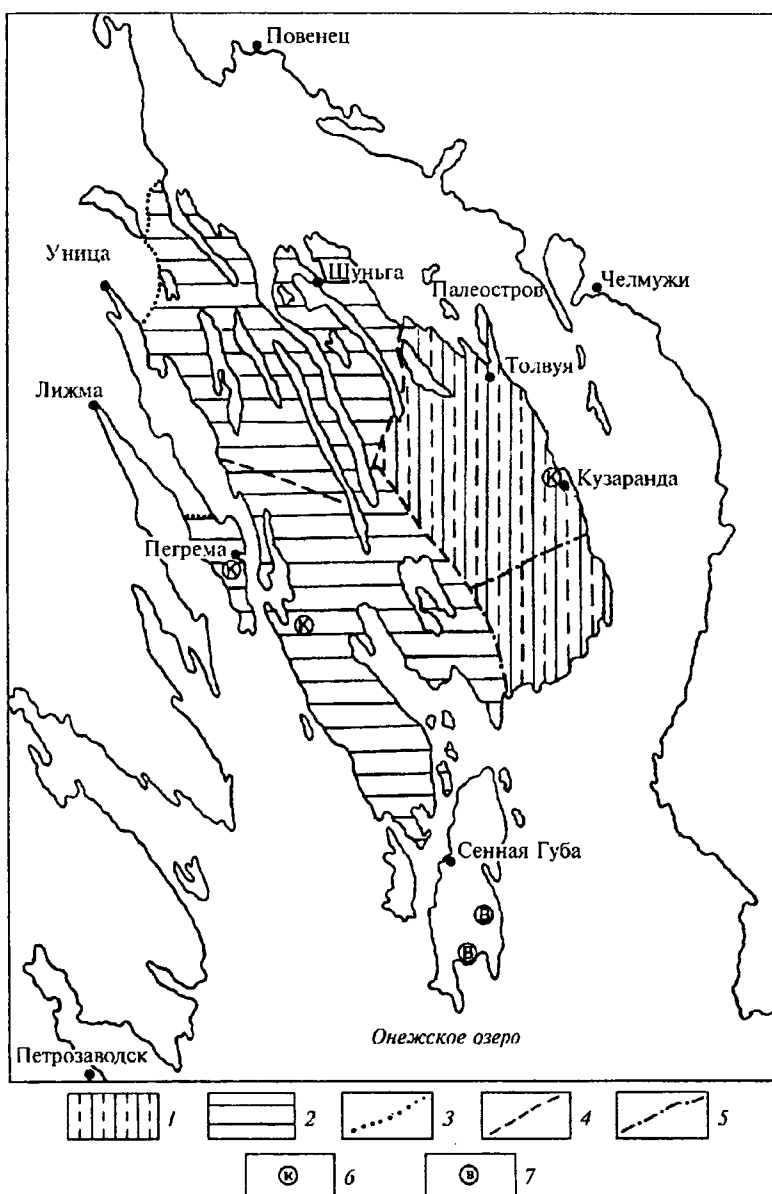 Повенец
Уница
Шуньга
Палеостров
Челмужи
Толвуя
Лижма
К
Кузаранда
Пегрема
К
К
Сенная Губа
В
В
Онежское озеро
Петрозаводск
1
2
3
4
5
К 6
В 7